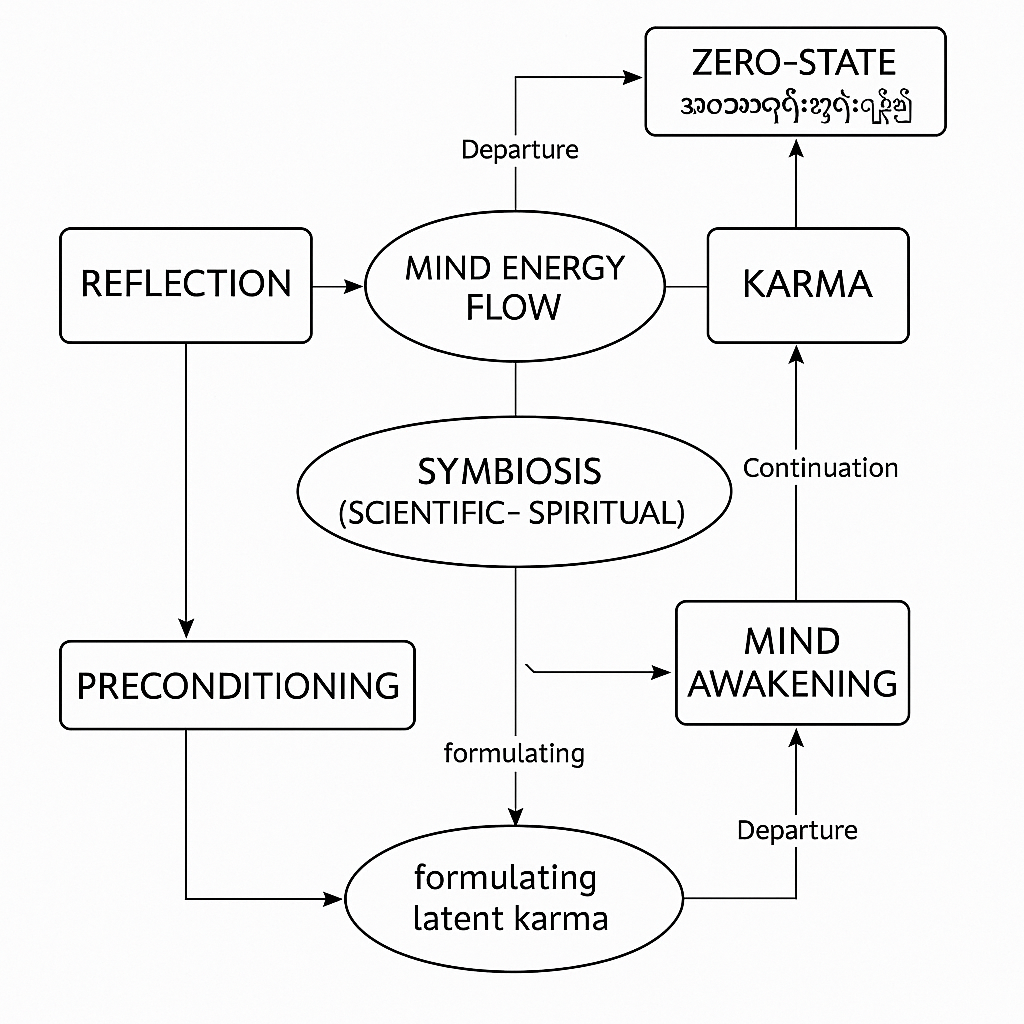 ZERO-STATE
Departure
REFLECTION
MIND ENERGY
FLOW
KARMA
SYMBIOSIS
(SCIENTIFIC- SPIRITUAL)
Continuation
MIND
AWAKENING
PRECONDITIONING
formulating
Departure
formulating
latent karma